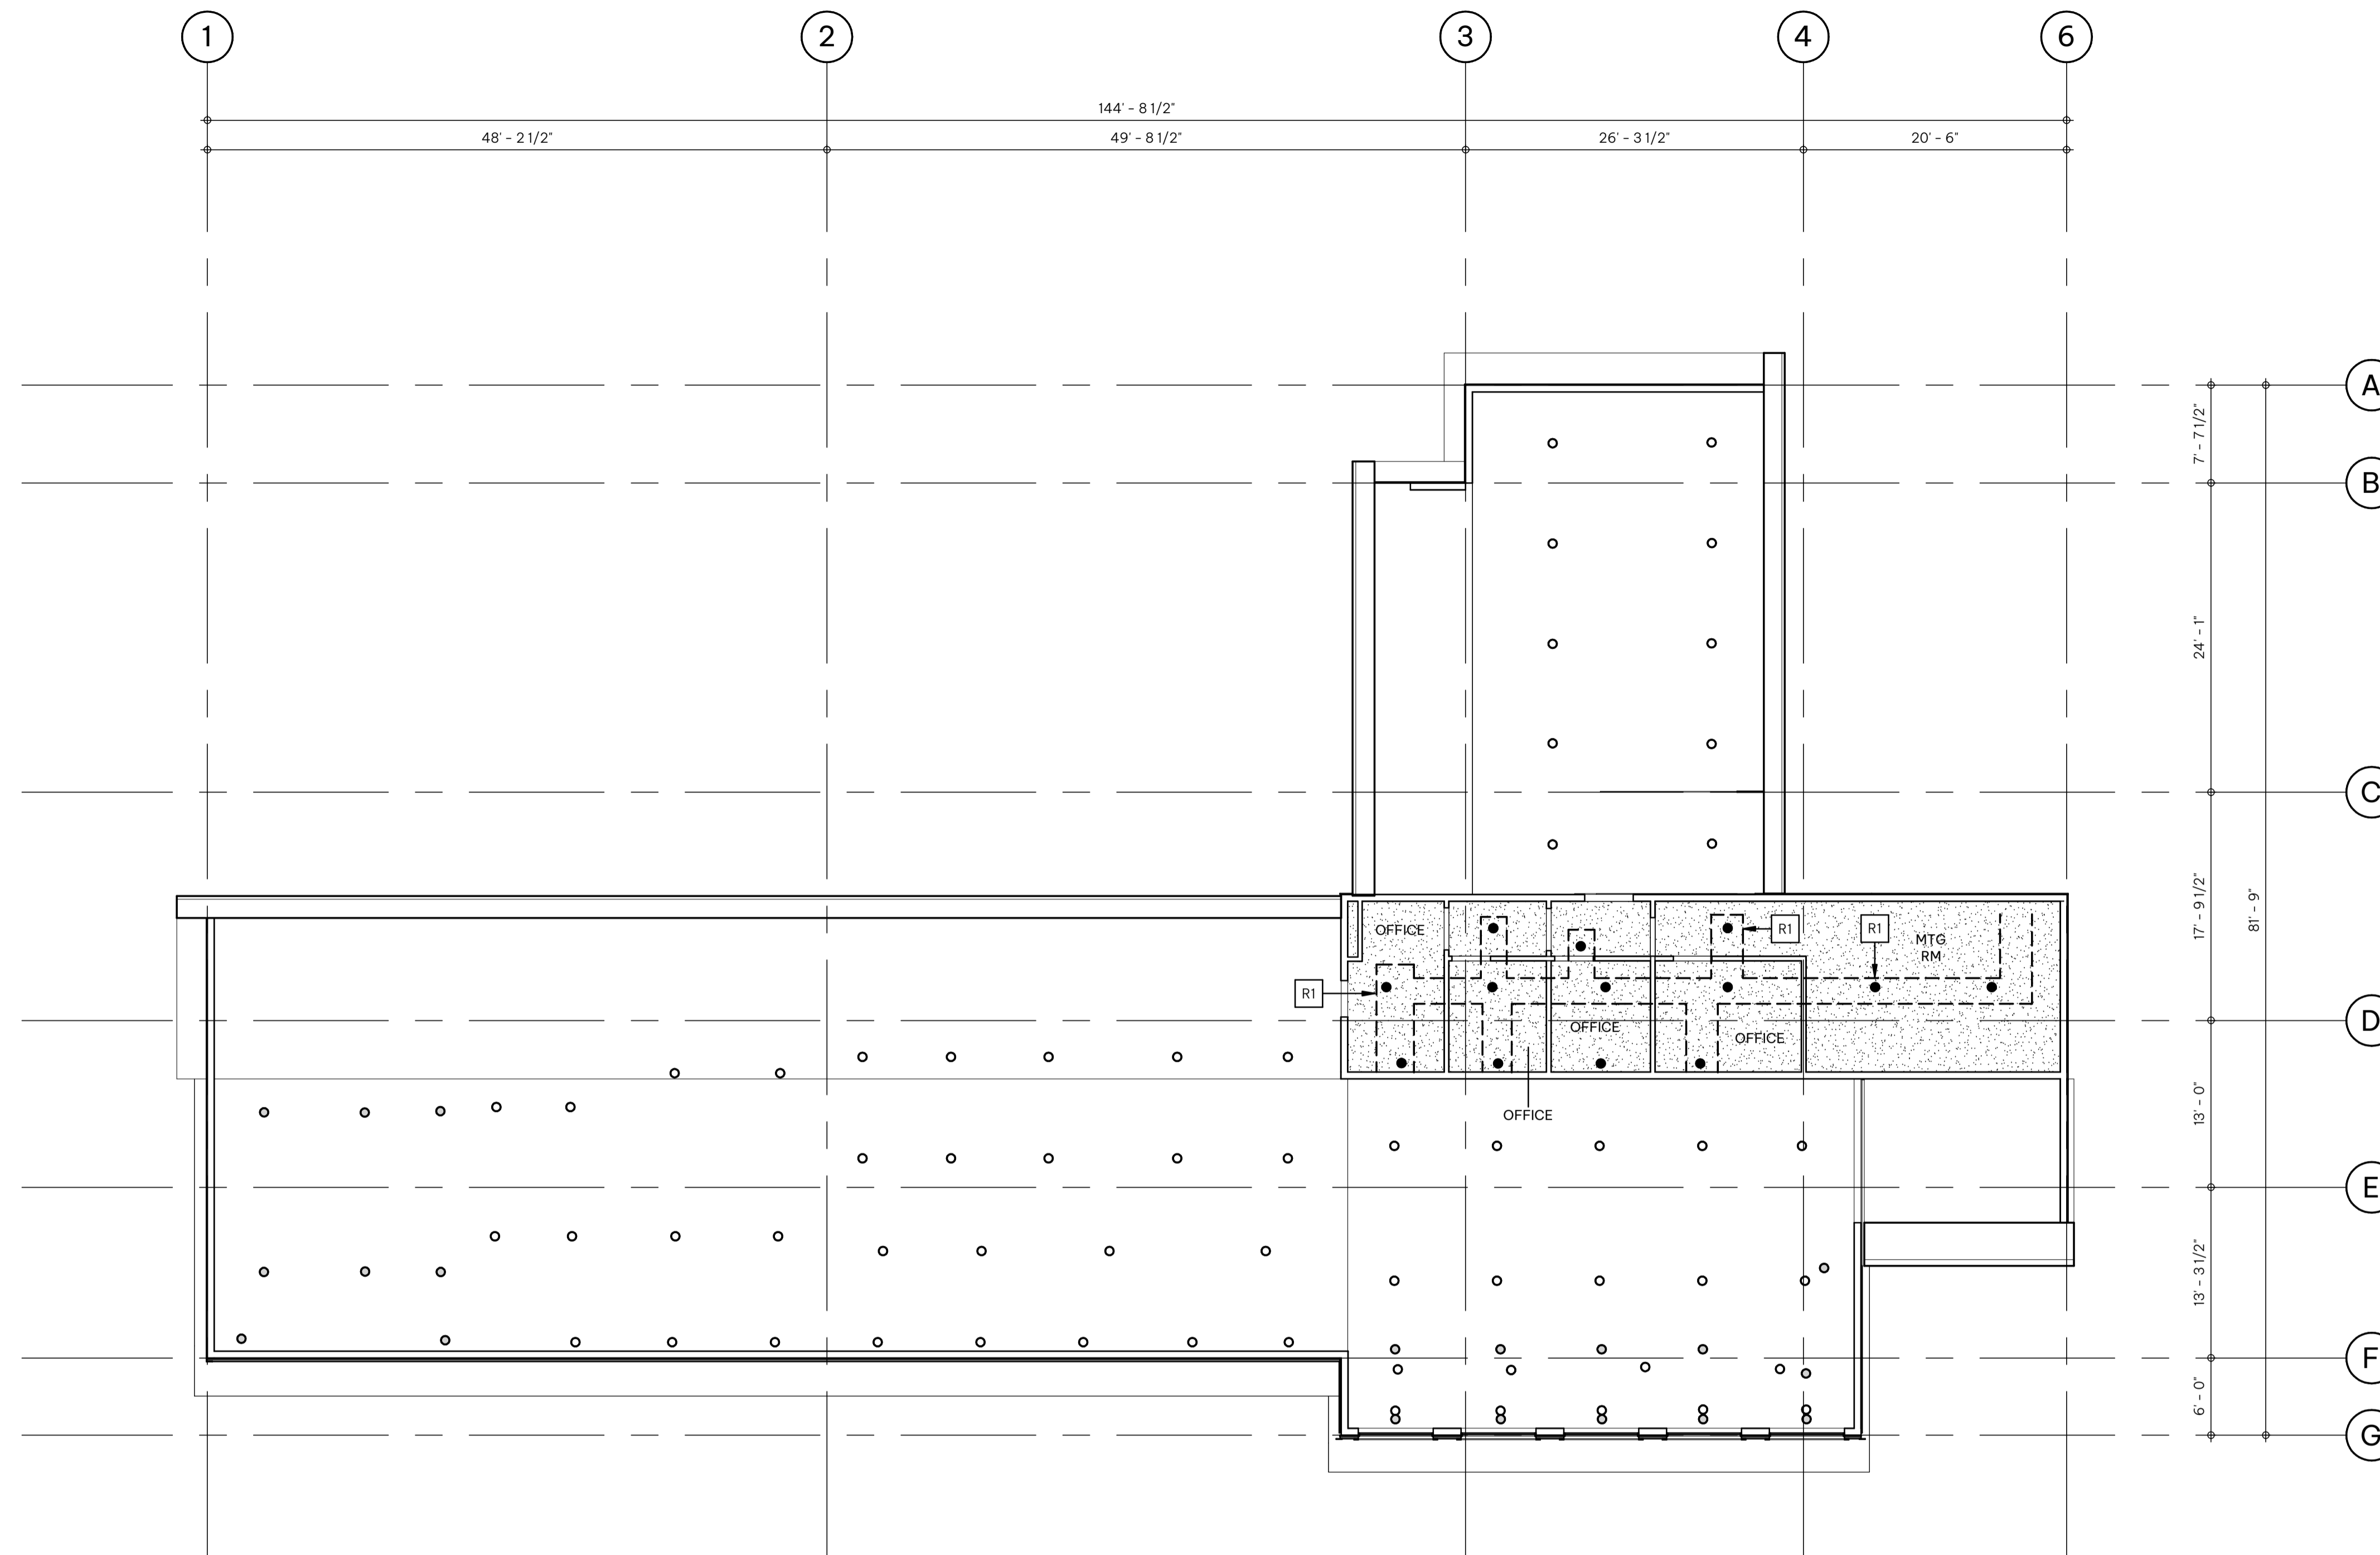 1 2 3 4 6
144' - 8 1/2"
48' - 2 1/2" 49' - 8 1/2" 26' - 3 1/2" 20' - 6"
A
7' - 7 1/2"
B
24' - 1"
C
17' - 9 1/2"
81' - 9"
OFFICE R1 R1 MTG
RM
R1
D
OFFICE OFFICE
13' - 0"
OFFICE
E
13' - 3 1/2"
F
6' - 0"
G